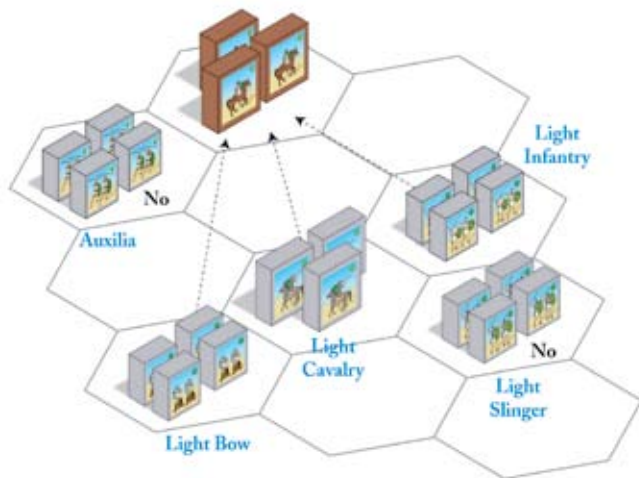 Light
Infantry
No
Auxilia
Light
Cavalry
No
Light
Slinger
Light Bow